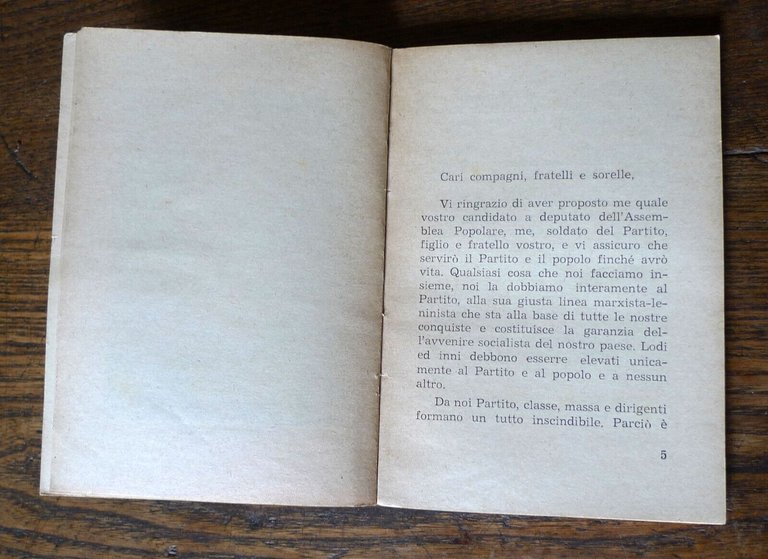 Cari compagni, fratelli e sorelle,
Vi ringrazio di aver proposto me quale
vostro candidato a deputato dell'Assem-
blea Popolare, me, soldato del Partito,
figlio e fratello vostro, e vi assicuro che
servirò il Partito e il popolo finché avrò
vita. Qualsiasi cosa che noi facciamo in-
sieme, noi la dobbiamo interamente al
Partito, alla sua giusta linea marxista-le-
ninista che sta alla base di tutte le nostre
conquiste e costituisce la garanzia del-
l'avvenire socialista del nostro paese. Lodi
ed inni debbono esserre elevati unica-
mente al Partito e al popolo e a nessun
altro.
Da noi Partito, classe, massa e dirigenti
formano un tutto inscindibile. Parciò è
5